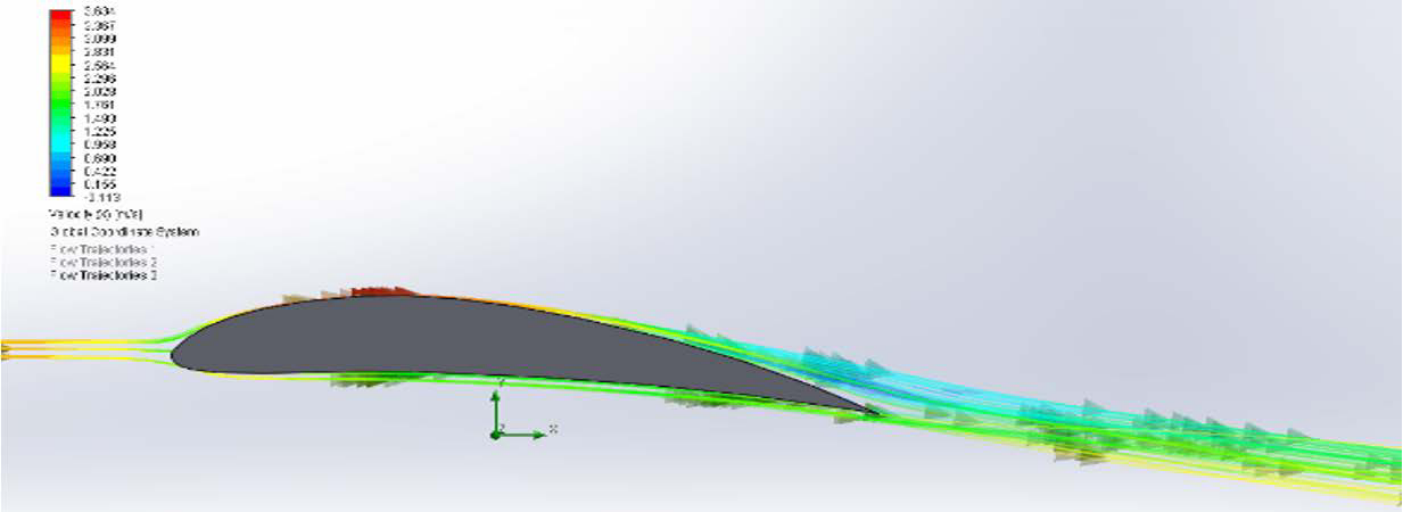 3.634
3.367
3.099
2.831
2.564
2.296
2.028
1.761
1.493
1.225
0.958
0.690
0.422
0.155
-0.113
Velocity (X) [m/s]
Global Coordinate System
Flow Trajectories 1
Flow Trajectories 2
Flow Trajectories 3
Y
Z
X